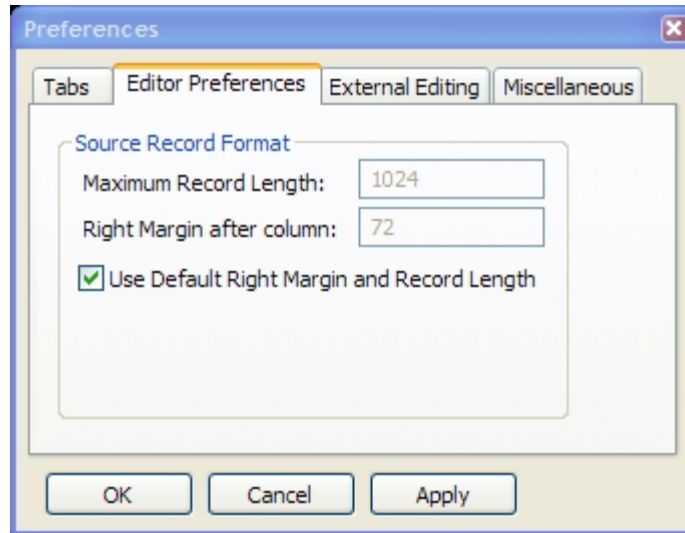 Preferences
Tabs Editor Preferences External Editing Miscellaneous
Source Record Format
Maximum Record Length: 1024
Right Margin after column: 72
Use Default Right Margin and Record Length
OK Cancel Apply